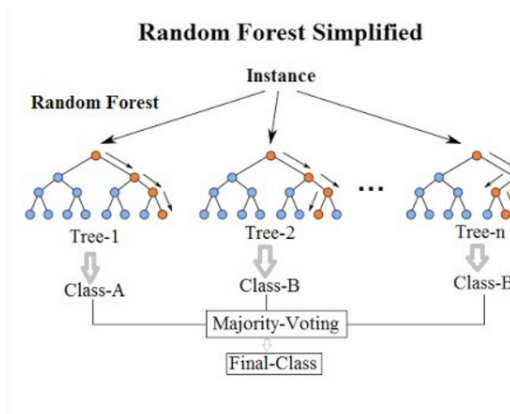 Random Forest Simplified
Instance
Random Forest
...
Tree-1 Tree-2 Tree-n
Class-A Class-B
Majority-Voting
Final-Class